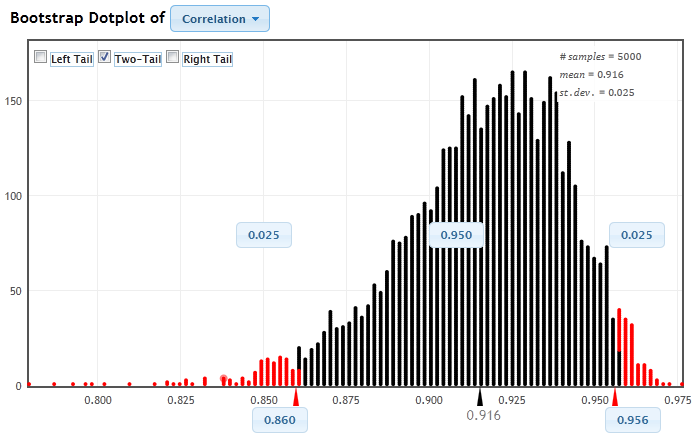 Bootstrap Dotplot of Correlation
Left Tail Two-Tail Right Tail
# samples = 5000
mean = 0.916
st.dev. = 0.025
150
100
50
0
0.025 0.950 0.025
0.800 0.825 0.850 0.875 0.900 0.925 0.950 0.975
0.860 0.916 0.956